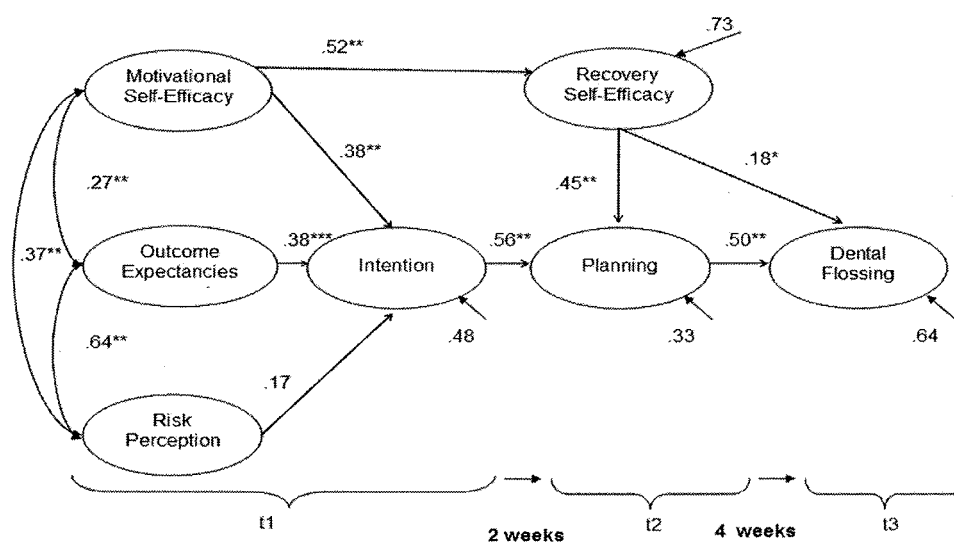 .73
.52**
Motivational
Self-Efficacy
Recovery
Self-Efficacy
.38**
.18*
.45**
.27**
.37**
.38***
.56**
.50**
Outcome
Expectancies
Intention
Planning
Dental
Flossing
.48
.33
.64
.64**
.17
Risk
Perception
t1
2 weeks
t2
4 weeks
t3